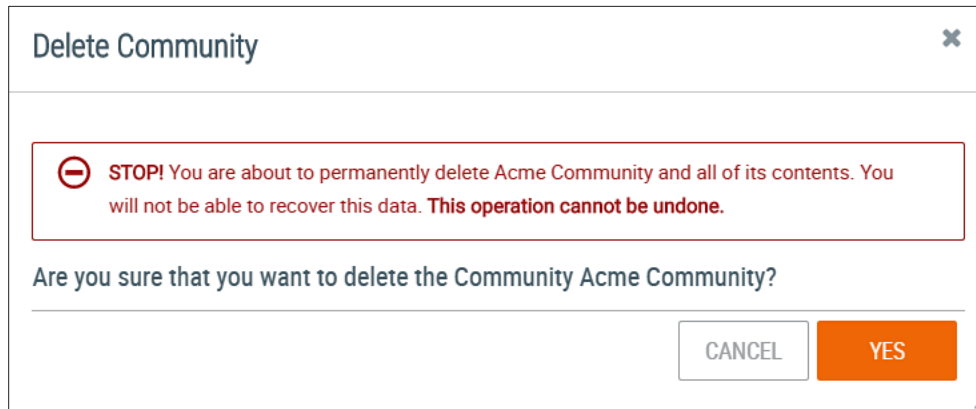 Delete Community
STOP! You are about to permanently delete Acme Community and all of its contents. You
will not be able to recover this data. This operation cannot be undone.
Are you sure that you want to delete the Community Acme Community?
CANCEL
YES